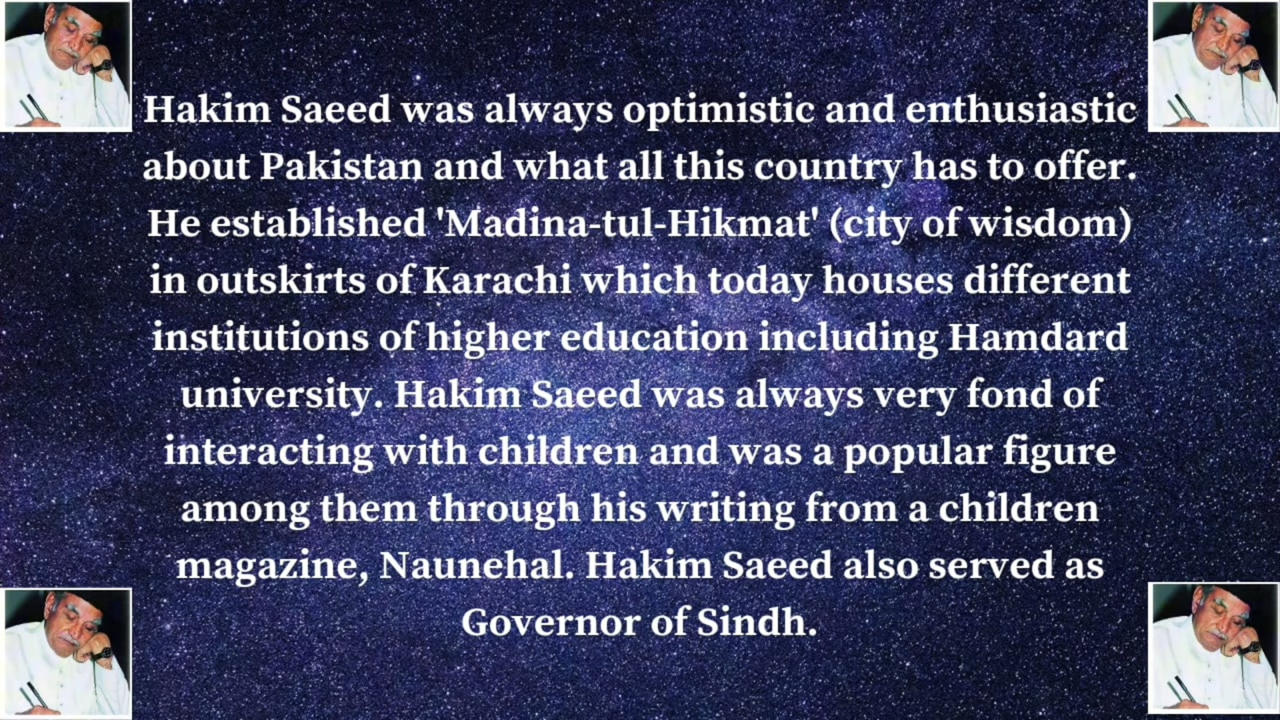 Hakim Saeed was always optimistic and enthusiastic
about Pakistan and what all this country has to offer.
He established 'Madina-tul-Hikmat' (city of wisdom)
in outskirts of Karachi which today houses different
institutions of higher education including Hamdard
university. Hakim Saeed was always very fond of
interacting with children and was a popular figure
among them through his writing from a children
magazine, Naunehal. Hakim Saeed also served as
Governor of Sindh.